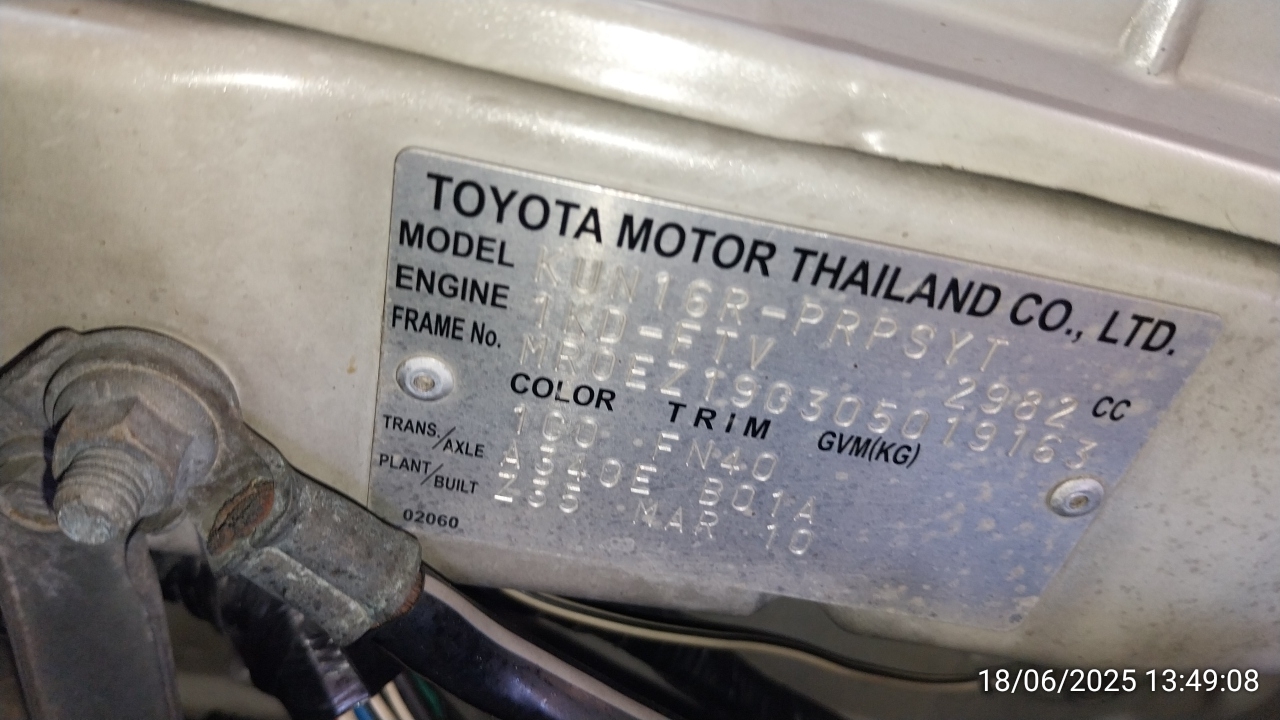 TOYOTA MOTOR THAILAND CO., LTD.
MODEL KUN16R-PRPSYT
ENGINE 1KD-FTV 2982 CC
FRAME No. MR0EZ19G305019163
COLOR TRIM GVM(KG)
1C0 FN40
TRANS/AXLE A340E B01A
PLANT/BUILT Z55 MAR 10
02060
18/06/2025 13:49:08